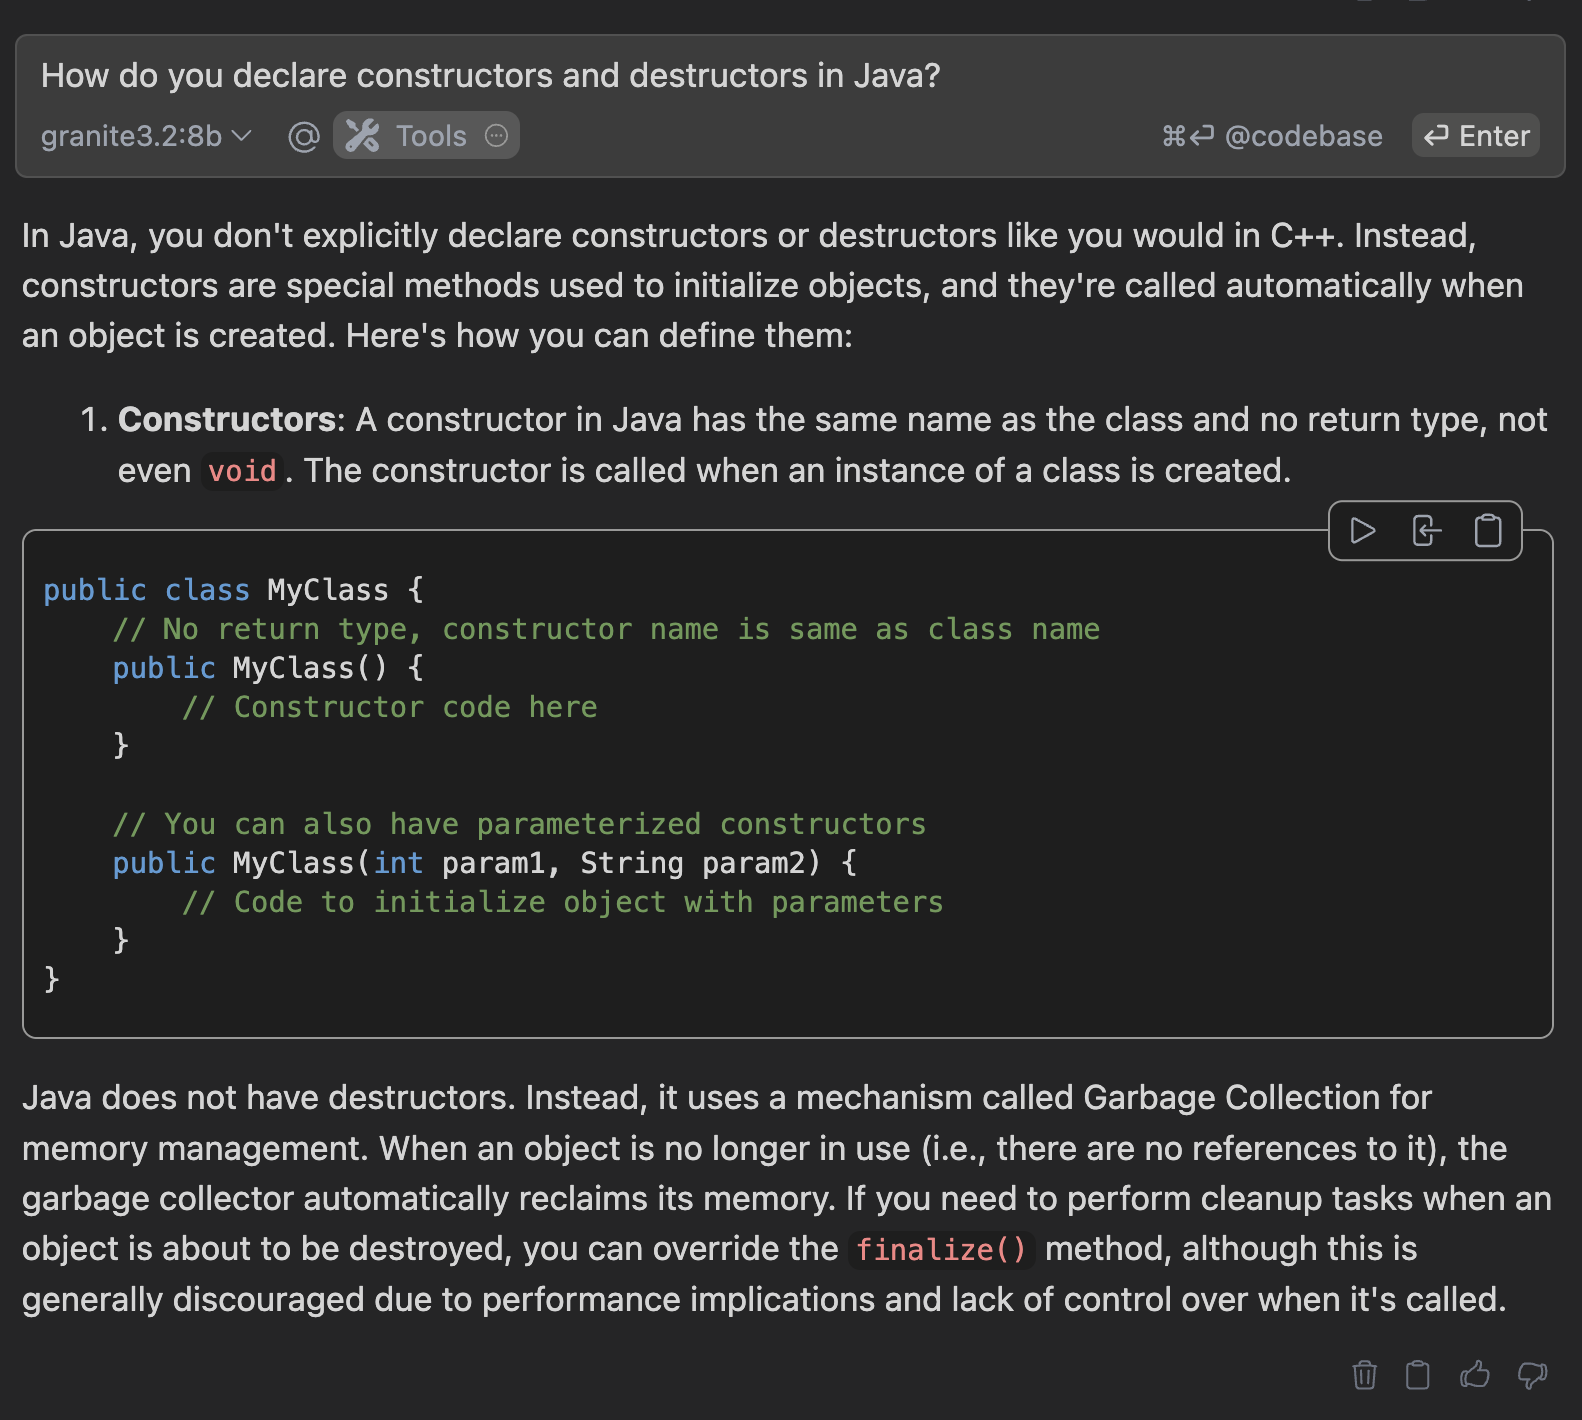 How do you declare constructors and destructors in Java?
granite3.2:8b @ Tools ⌘⏎ @codebase ⏎ Enter
In Java, you don't explicitly declare constructors or destructors like you would in C++. Instead,
constructors are special methods used to initialize objects, and they're called automatically when
an object is created. Here's how you can define them:
1. Constructors: A constructor in Java has the same name as the class and no return type, not
even void. The constructor is called when an instance of a class is created.
public class MyClass {
    // No return type, constructor name is same as class name
    public MyClass() {
        // Constructor code here
    }
    // You can also have parameterized constructors
    public MyClass(int param1, String param2) {
        // Code to initialize object with parameters
    }
}
Java does not have destructors. Instead, it uses a mechanism called Garbage Collection for
memory management. When an object is no longer in use (i.e., there are no references to it), the
garbage collector automatically reclaims its memory. If you need to perform cleanup tasks when an
object is about to be destroyed, you can override the finalize() method, although this is
generally discouraged due to performance implications and lack of control over when it's called.